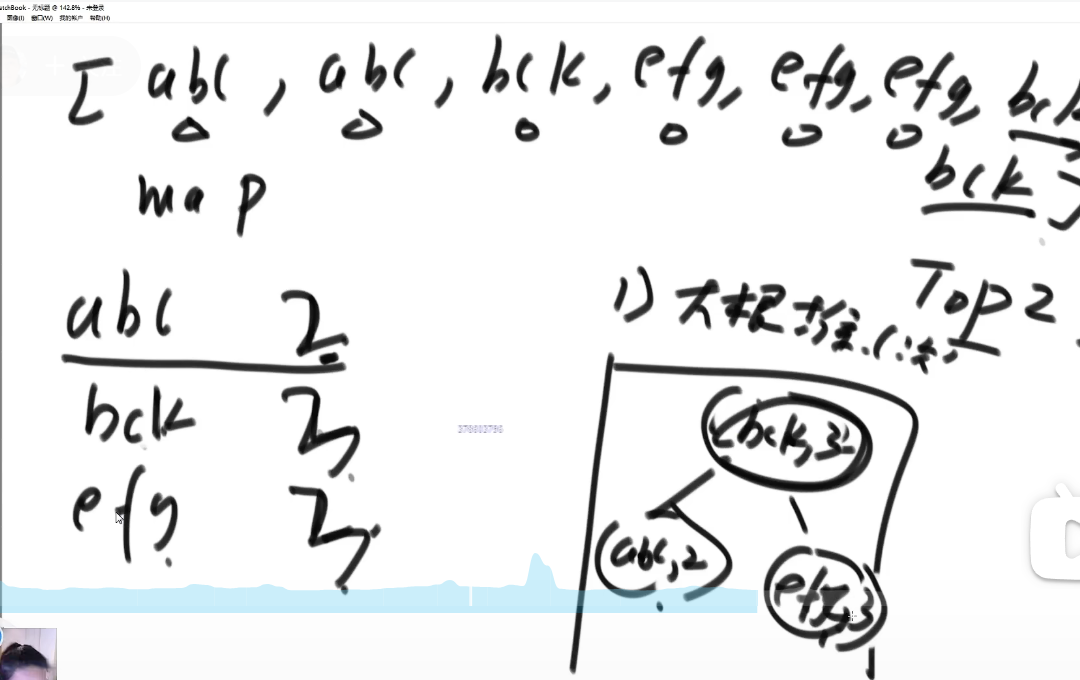 SketchBook - 无标题 @ 142.8% - 未登录
图像(I) 窗口(W) 我的帐户 帮助(H)
[ abc , abc , bck, efg, efg, efg, bck
bck ]
map
Top 2
1) 大根堆.(
abc 2
bck 3
efg 3
(bck,3)
(abc,2
efg,3